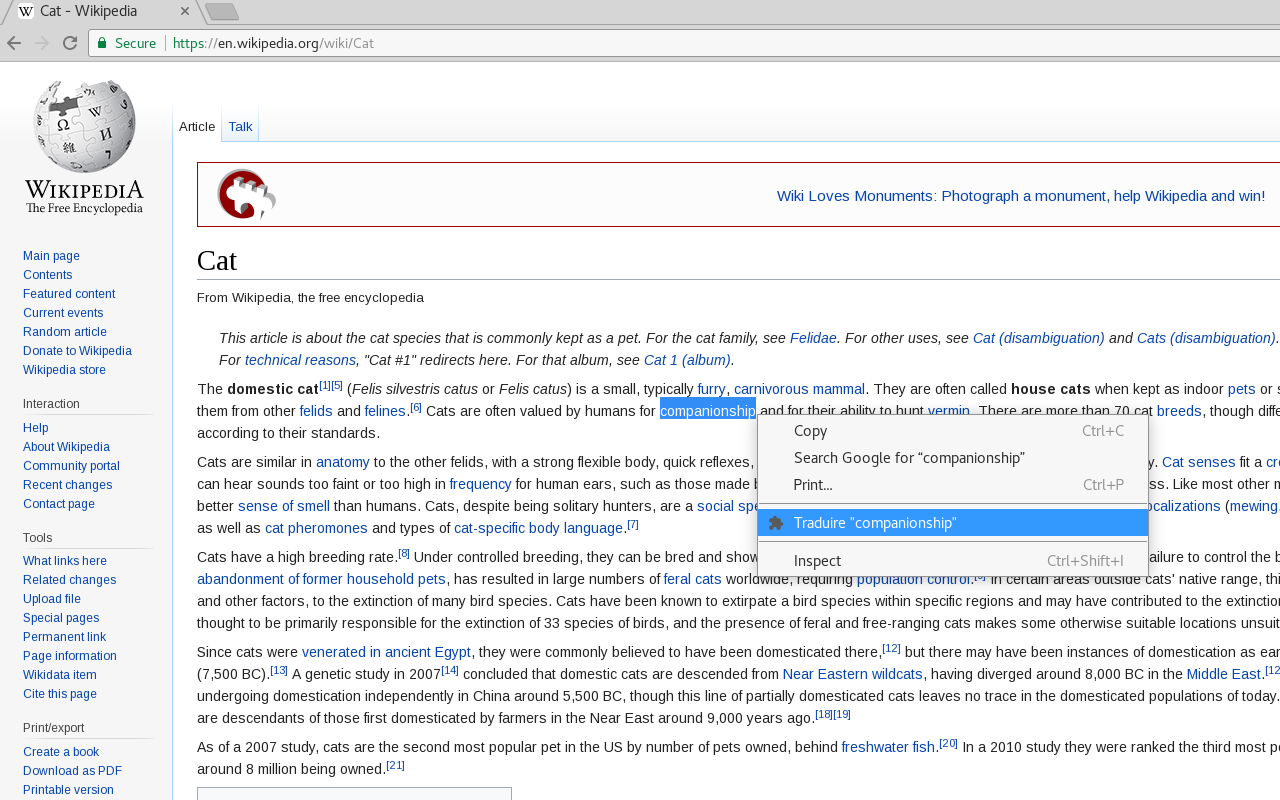 Cat - Wikipedia
Secure https://en.wikipedia.org/wiki/Cat
WIKIPEDIA
The Free Encyclopedia
Main page
Contents
Featured content
Current events
Random article
Donate to Wikipedia
Wikipedia store
Interaction
Help
About Wikipedia
Community portal
Recent changes
Contact page
Tools
What links here
Related changes
Upload file
Special pages
Permanent link
Page information
Wikidata item
Cite this page
Print/export
Create a book
Download as PDF
Printable version
Article Talk
Wiki Loves Monuments: Photograph a monument, help Wikipedia and win!
Cat
From Wikipedia, the free encyclopedia
This article is about the cat species that is commonly kept as a pet. For the cat family, see Felidae. For other uses, see Cat (disambiguation) and Cats (disambiguation).
For technical reasons, "Cat #1" redirects here. For that album, see Cat 1 (album).
The domestic cat[1][5] (Felis silvestris catus or Felis catus) is a small, typically furry, carnivorous mammal. They are often called house cats when kept as indoor pets or
them from other felids and felines.[6] Cats are often valued by humans for companionship and for their ability to hunt vermin. There are more than 70 cat breeds, though
according to their standards.
Cats are similar in anatomy to the other felids, with a strong flexible body, quick reflexes, Cat senses fit a
can hear sounds too faint or too high in frequency for human ears, such as those made Like most other
better sense of smell than humans. Cats, despite being solitary hunters, are a social (mewing,
as well as cat pheromones and types of cat-specific body language.[7]
Cats have a high breeding rate.[8] Under controlled breeding, they can be bred and failure to control the
abandonment of former household pets, has resulted in large numbers of feral cats worldwide, requiring population control. In certain areas outside cats' native range,
and other factors, to the extinction of many bird species. Cats have been known to extirpate a bird species within specific regions and may have contributed to the
thought to be primarily responsible for the extinction of 33 species of birds, and the presence of feral and free-ranging cats makes some otherwise suitable locations
Since cats were venerated in ancient Egypt, they were commonly believed to have been domesticated there,[12] but there may have been instances of domestication as
(7,500 BC).[13] A genetic study in 2007[14] concluded that domestic cats are descended from Near Eastern wildcats, having diverged around 8,000 BC in the Middle East.[12
undergoing domestication independently in China around 5,500 BC, though this line of partially domesticated cats leaves no trace in the domesticated populations of today.
are descendants of those first domesticated by farmers in the Near East around 9,000 years ago.[18][19]
As of a 2007 study, cats are the second most popular pet in the US by number of pets owned, behind freshwater fish.[20] In a 2010 study they were ranked the third most
around 8 million being owned.[21]
Copy Ctrl+C
Search Google for “companionship”
Print... Ctrl+P
Traduire "companionship"
Inspect Ctrl+Shift+I